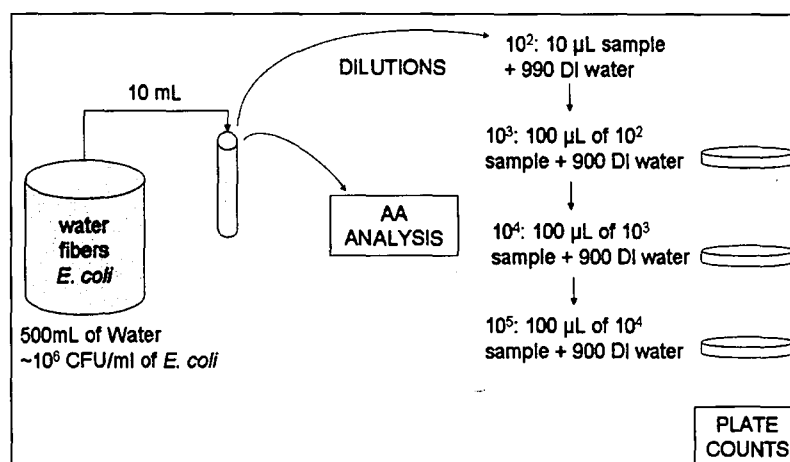 10 mL
water
fibers
E. coli
500mL of Water
~10⁶ CFU/ml of E. coli
DILUTIONS
AA
ANALYSIS
10²: 10 µL sample
+ 990 DI water
10³: 100 µL of 10²
sample + 900 DI water
10⁴: 100 µL of 10³
sample + 900 DI water
10⁵: 100 µL of 10⁴
sample + 900 DI water
PLATE
COUNTS